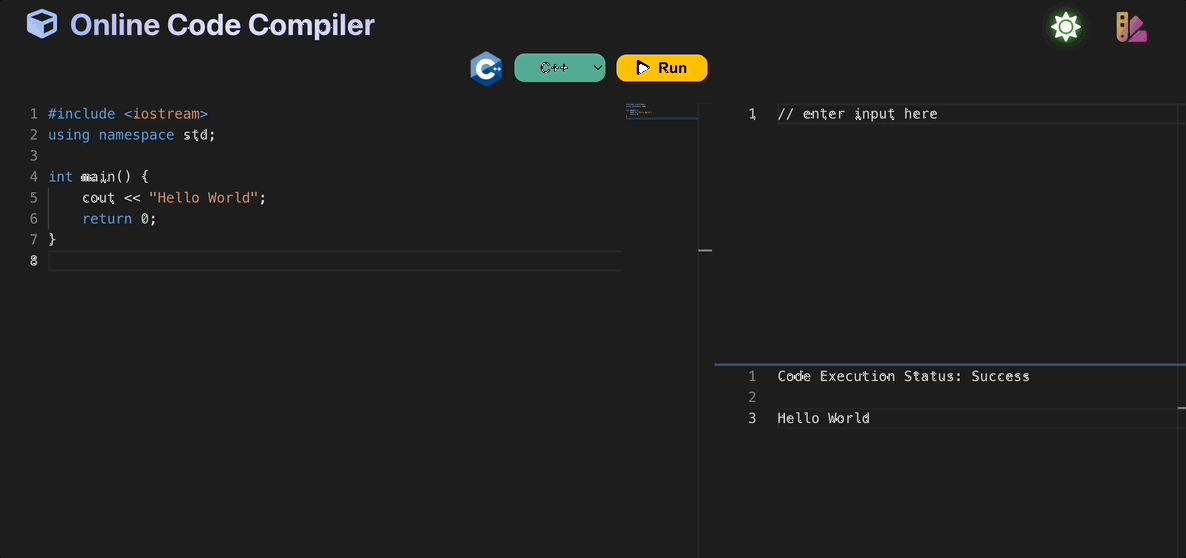 Online Code Compiler
C++
Run
1 #include <iostream>
2 using namespace std;
3
4 int main() {
5     cout << "Hello World";
6     return 0;
7 }
8
1 // enter input here
1 Code Execution Status: Success
2
3 Hello World